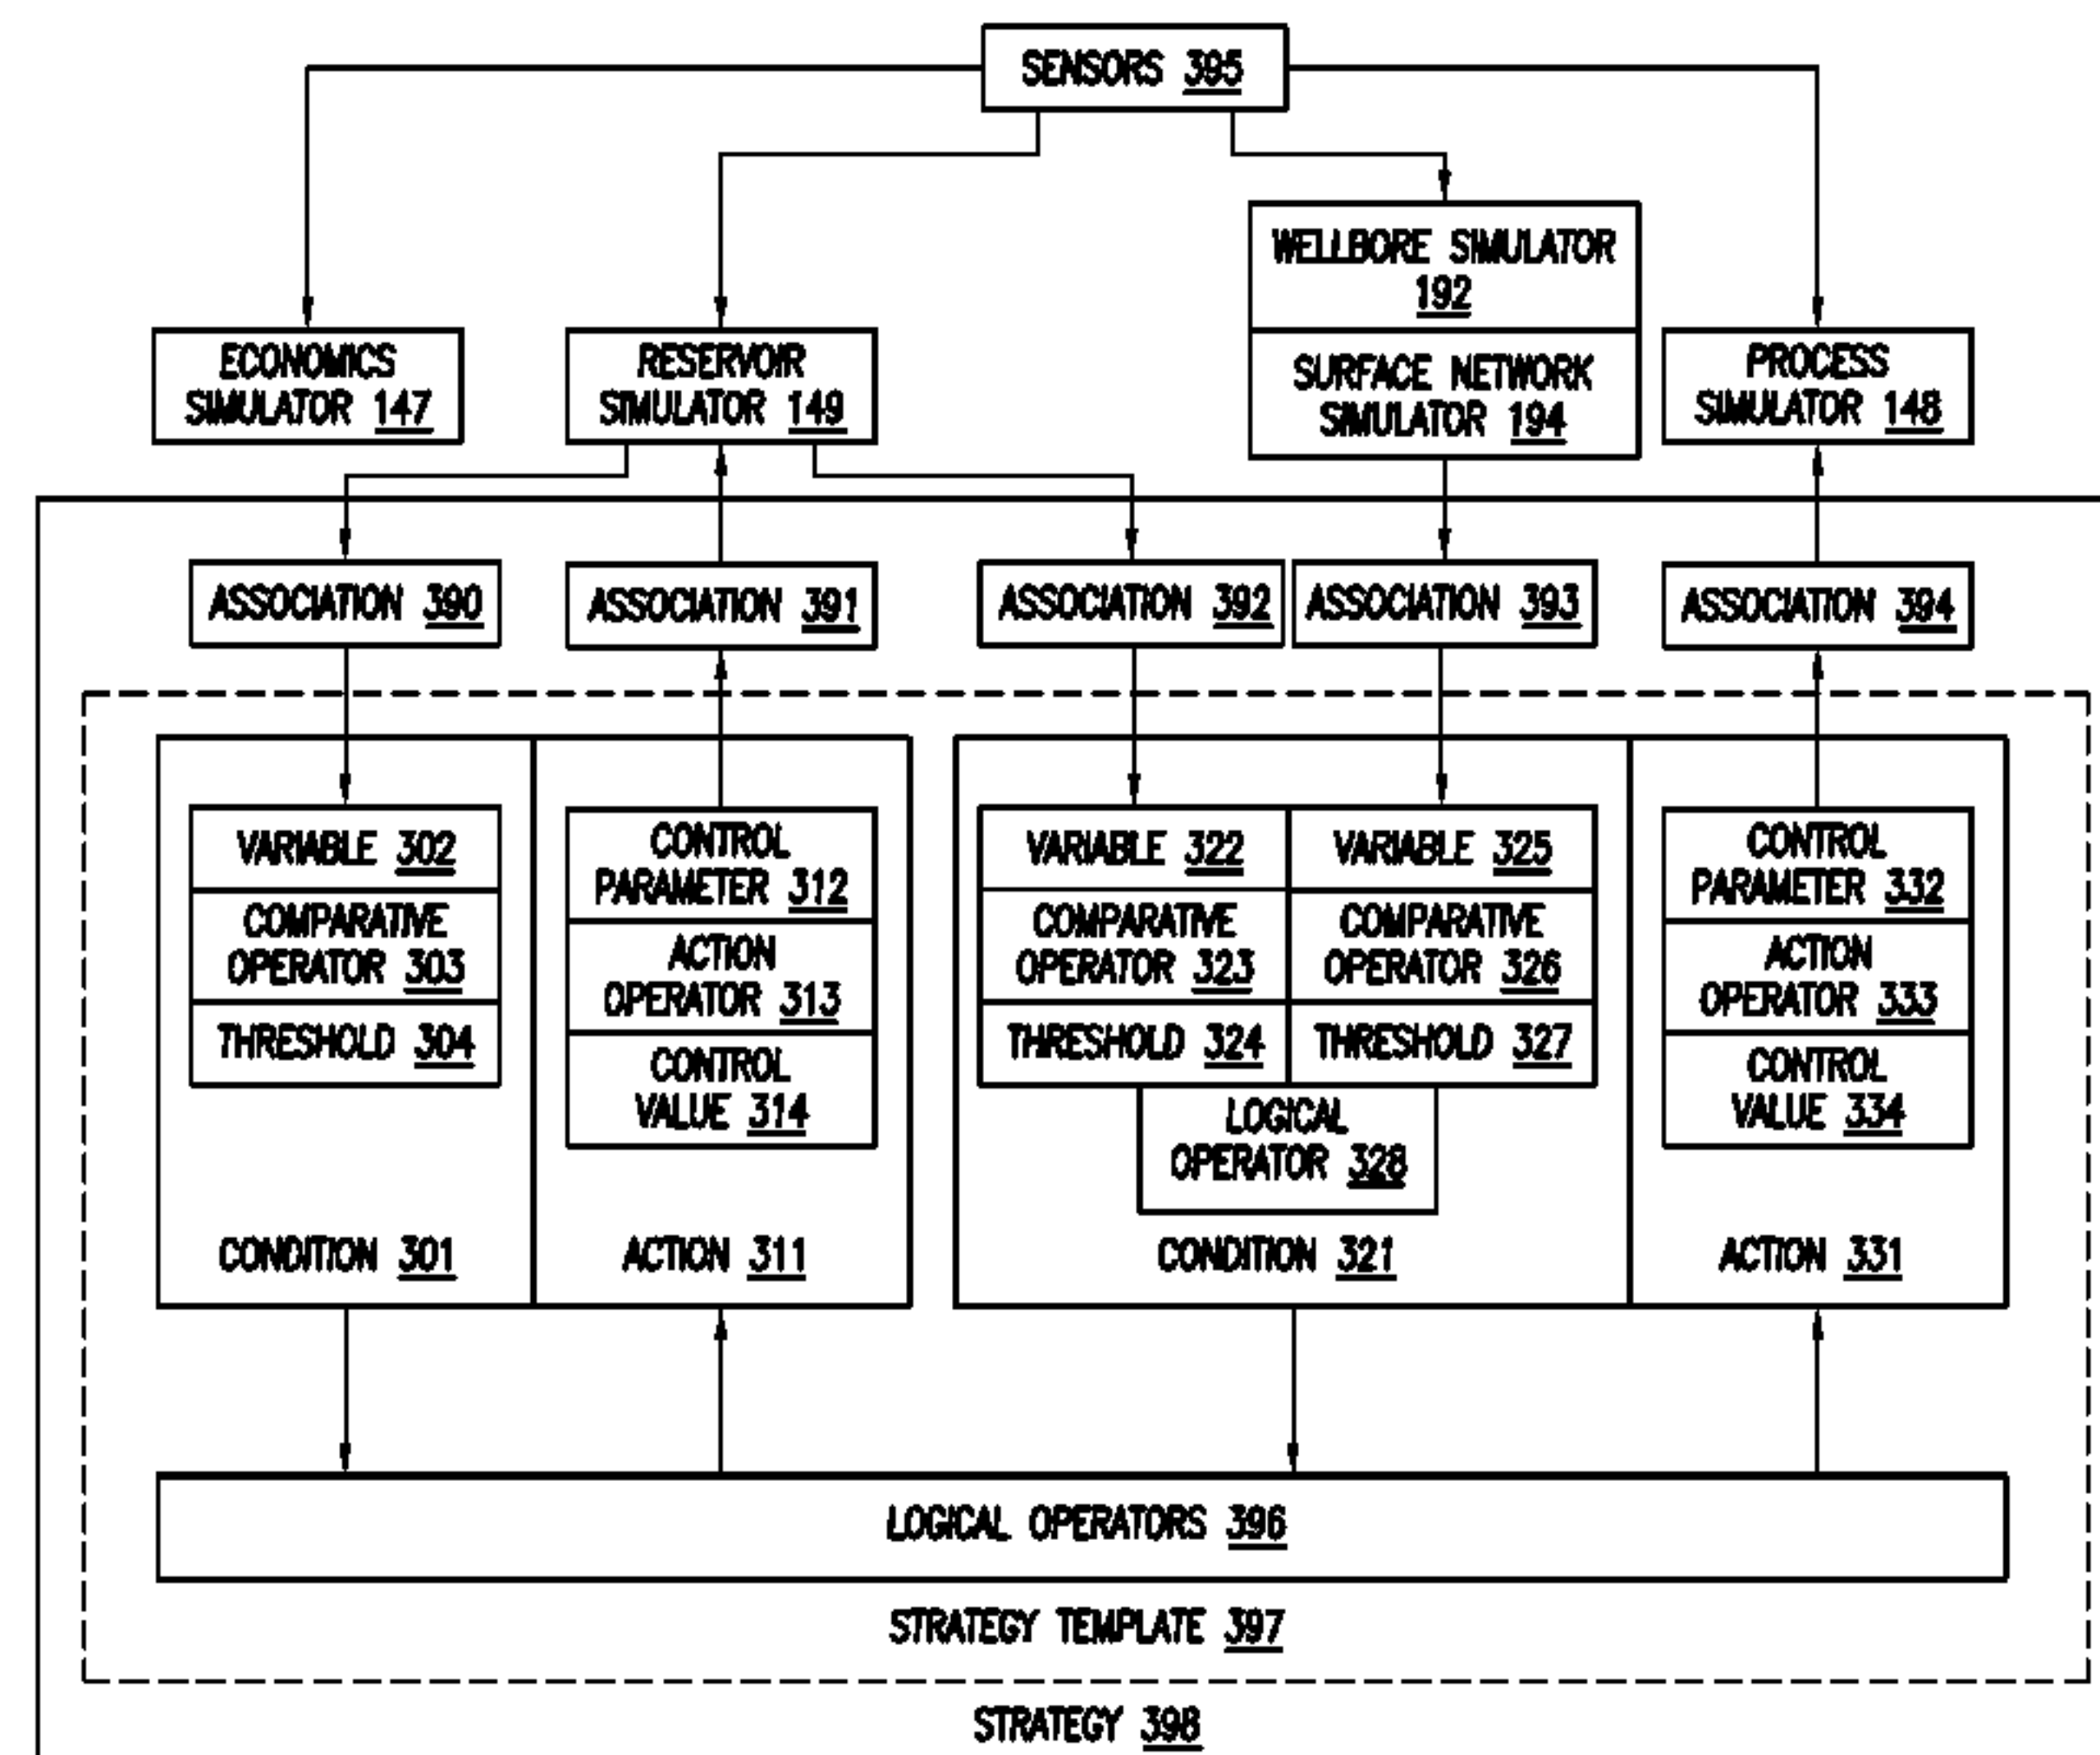 SENSORS 395
WELLBORE SIMULATOR
192
SURFACE NETWORK
SIMULATOR 194
ECONOMICS
SIMULATOR 147
RESERVOIR
SIMULATOR 149
PROCESS
SIMULATOR 148
ASSOCIATION 390
ASSOCIATION 391
ASSOCIATION 392
ASSOCIATION 393
ASSOCIATION 394
VARIABLE 302
COMPARATIVE
OPERATOR 303
THRESHOLD 304
CONDITION 301
CONTROL
PARAMETER 312
ACTION
OPERATOR 313
CONTROL
VALUE 314
ACTION 311
VARIABLE 322
COMPARATIVE
OPERATOR 323
THRESHOLD 324
VARIABLE 325
COMPARATIVE
OPERATOR 326
THRESHOLD 327
LOGICAL
OPERATOR 328
CONDITION 321
CONTROL
PARAMETER 332
ACTION
OPERATOR 333
CONTROL
VALUE 334
ACTION 331
LOGICAL OPERATORS 396
STRATEGY TEMPLATE 397
STRATEGY 398